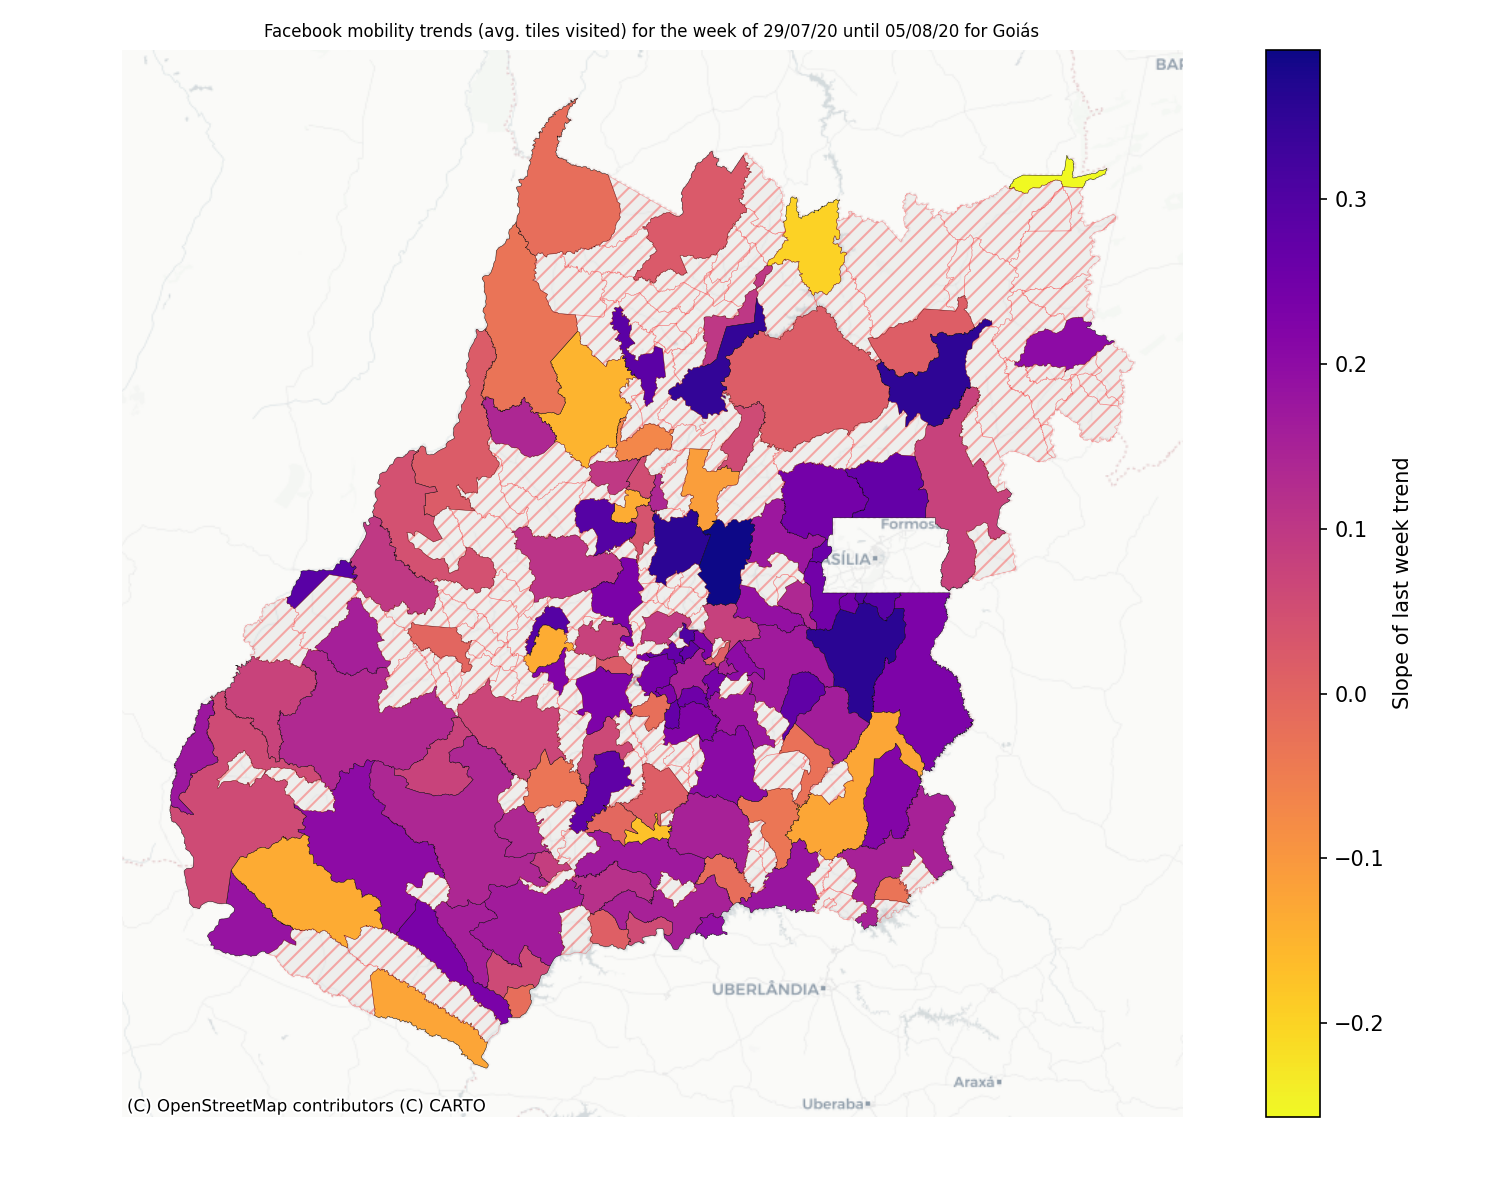 Facebook mobility trends (avg. tiles visited) for the week of 29/07/20 until 05/08/20 for Goiás
BAR
0.3
Formos
ASÍLIA
0.2
0.1
0.0
−0.1
−0.2
Slope of last week trend
UBERLÂNDIA
Araxá
Uberaba
(C) OpenStreetMap contributors (C) CARTO